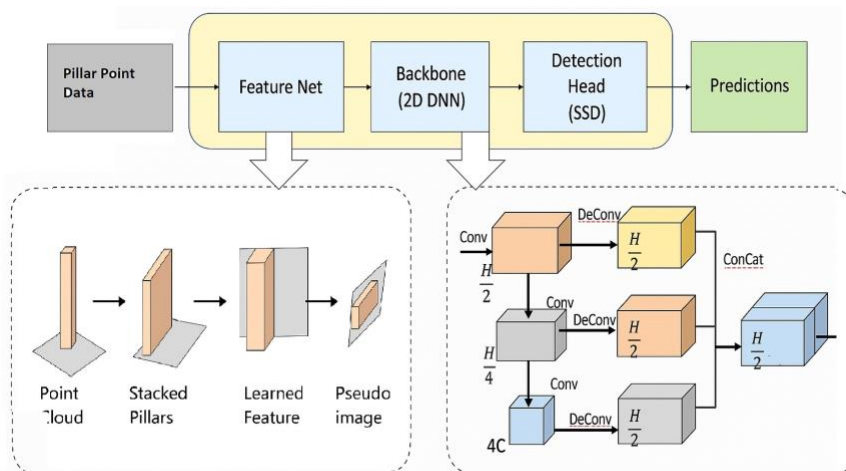 Pillar Point
Data
Feature Net
Backbone
(2D DNN)
Detection
Head
(SSD)
Predictions
Point
Cloud
Stacked
Pillars
Learned
Feature
Pseudo
image
Conv
DeConv
H/2
H/2
ConCat
Conv
DeConv
H/4
H/2
H/2
Conv
DeConv
4C
H/2